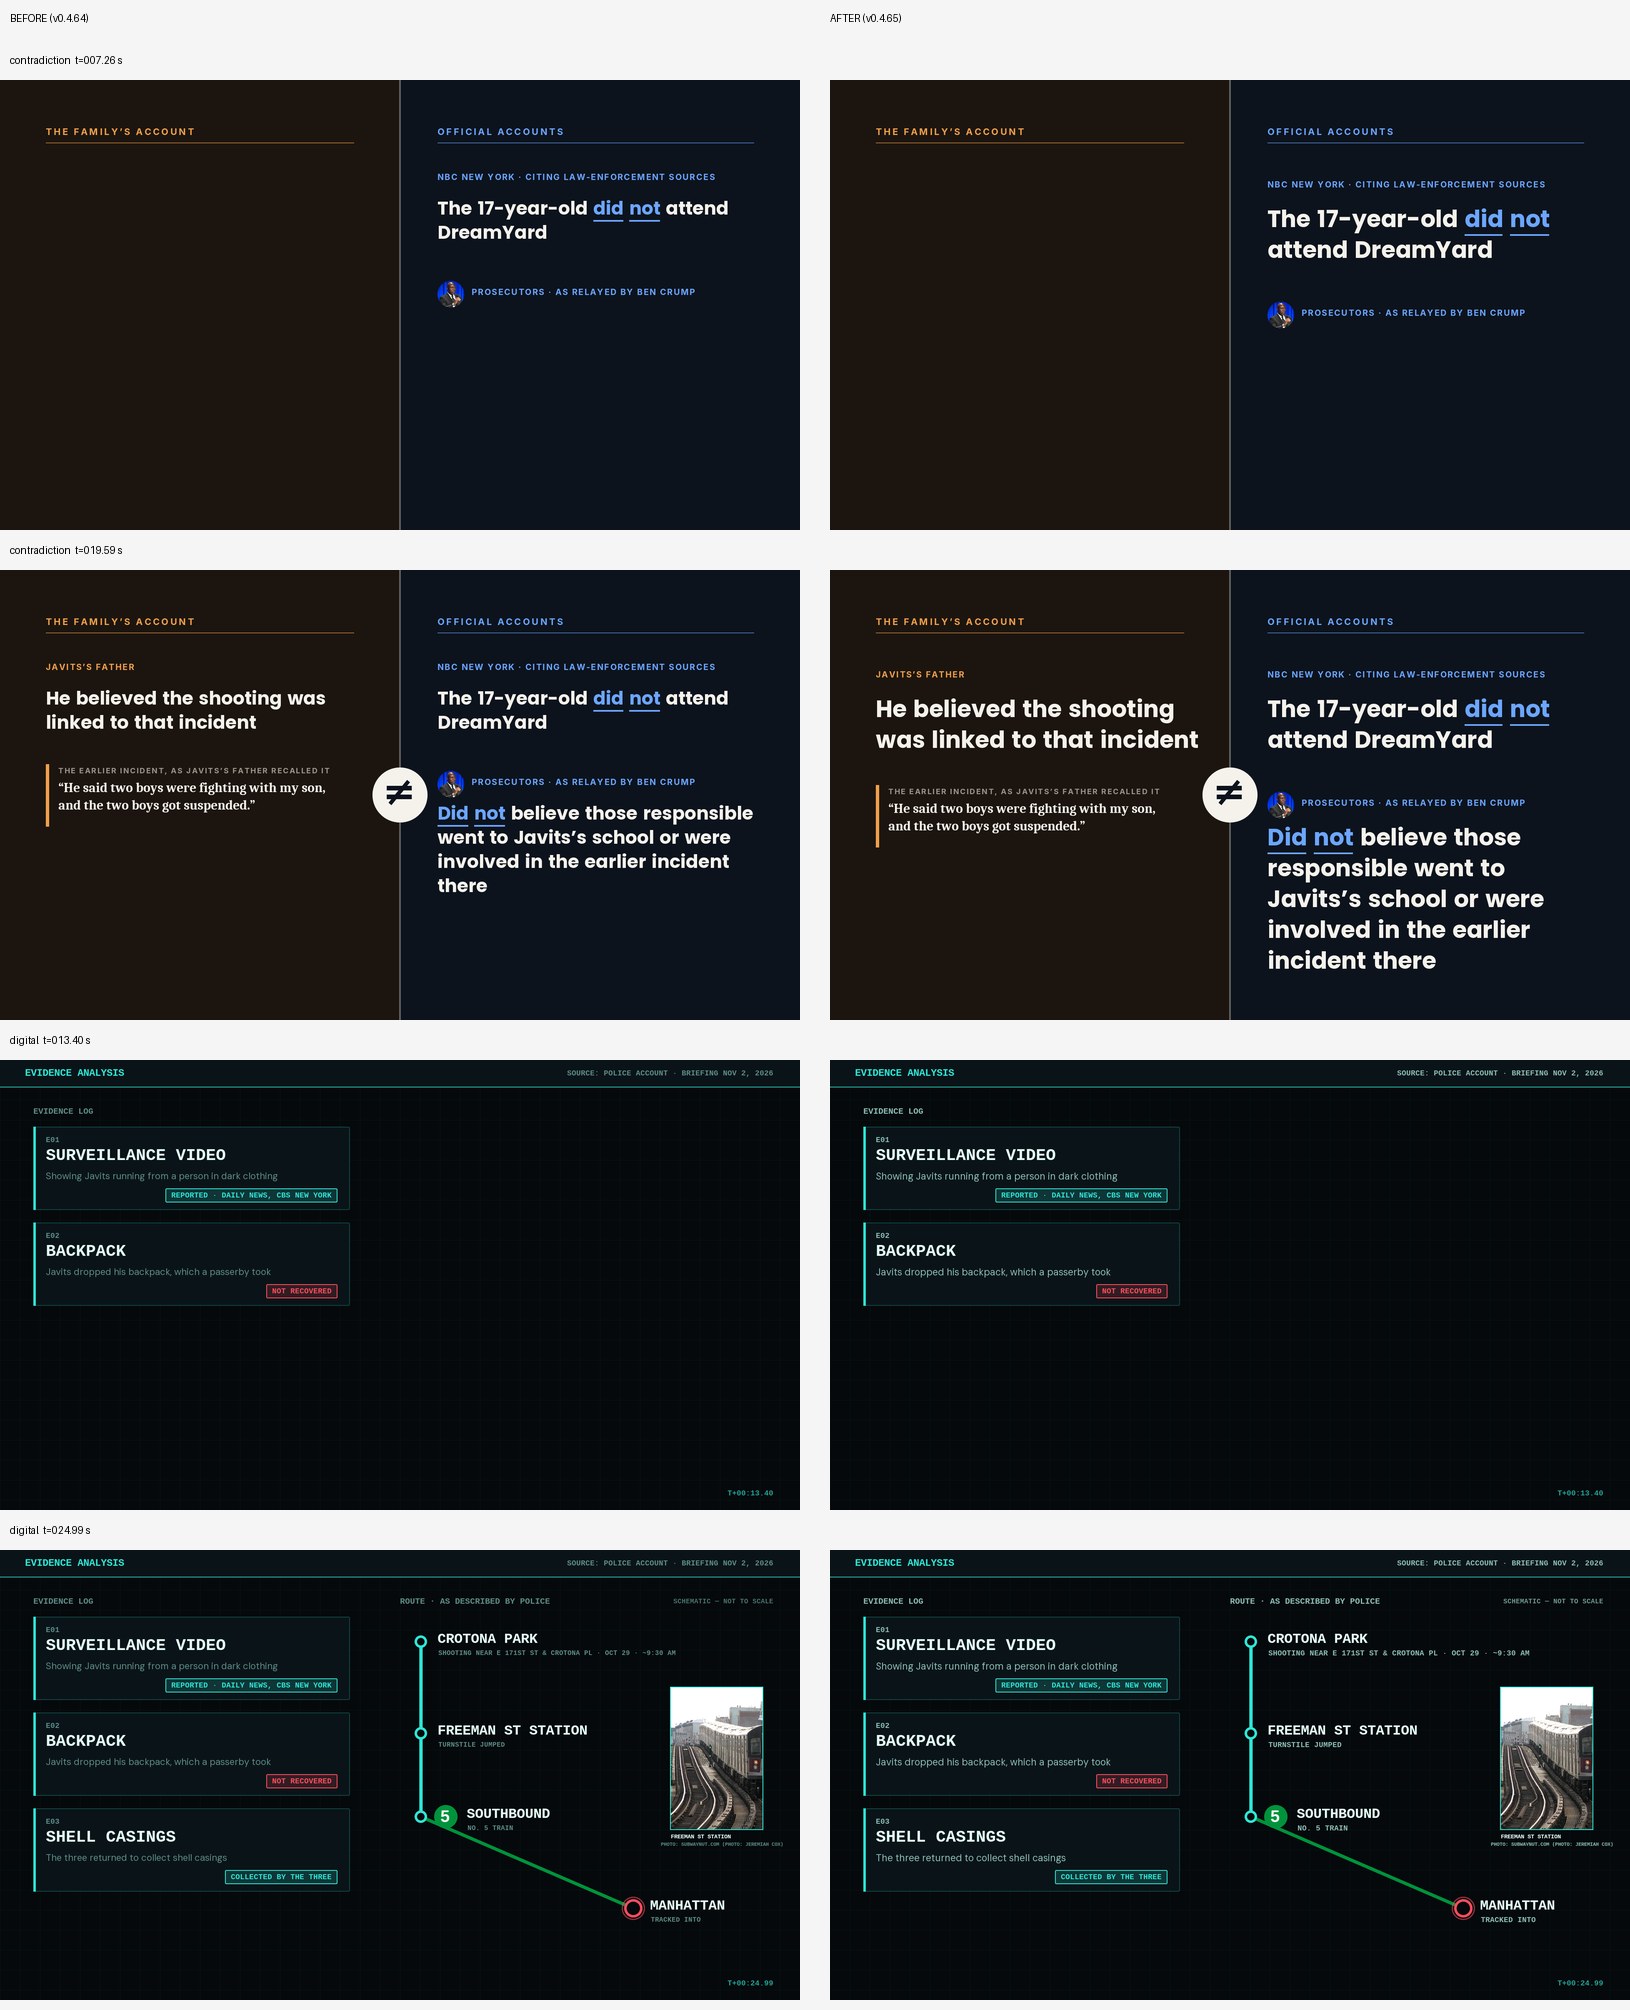 BEFORE (v0.4.64)
AFTER (v0.4.65)
contradiction t=007.26 s
THE FAMILY’S ACCOUNT
OFFICIAL ACCOUNTS
NBC NEW YORK · CITING LAW-ENFORCEMENT SOURCES
The 17-year-old did not attend
DreamYard
PROSECUTORS · AS RELAYED BY BEN CRUMP
THE FAMILY’S ACCOUNT
OFFICIAL ACCOUNTS
NBC NEW YORK · CITING LAW-ENFORCEMENT SOURCES
The 17-year-old did not
attend DreamYard
PROSECUTORS · AS RELAYED BY BEN CRUMP
contradiction t=019.59 s
THE FAMILY’S ACCOUNT
JAVITS’S FATHER
He believed the shooting was
linked to that incident
THE EARLIER INCIDENT, AS JAVITS’S FATHER RECALLED IT
“He said two boys were fighting with my son,
and the two boys got suspended.”
≠
OFFICIAL ACCOUNTS
NBC NEW YORK · CITING LAW-ENFORCEMENT SOURCES
The 17-year-old did not attend
DreamYard
PROSECUTORS · AS RELAYED BY BEN CRUMP
Did not believe those responsible
went to Javits’s school or were
involved in the earlier incident
there
THE FAMILY’S ACCOUNT
JAVITS’S FATHER
He believed the shooting
was linked to that incident
THE EARLIER INCIDENT, AS JAVITS’S FATHER RECALLED IT
“He said two boys were fighting with my son,
and the two boys got suspended.”
≠
OFFICIAL ACCOUNTS
NBC NEW YORK · CITING LAW-ENFORCEMENT SOURCES
The 17-year-old did not
attend DreamYard
PROSECUTORS · AS RELAYED BY BEN CRUMP
Did not believe those
responsible went to
Javits’s school or were
involved in the earlier
incident there
digital t=013.40 s
EVIDENCE ANALYSIS
SOURCE: POLICE ACCOUNT · BRIEFING NOV 2, 2026
EVIDENCE LOG
E01
SURVEILLANCE VIDEO
Showing Javits running from a person in dark clothing
REPORTED · DAILY NEWS, CBS NEW YORK
E02
BACKPACK
Javits dropped his backpack, which a passerby took
NOT RECOVERED
T+00:13.40
EVIDENCE ANALYSIS
SOURCE: POLICE ACCOUNT · BRIEFING NOV 2, 2026
EVIDENCE LOG
E01
SURVEILLANCE VIDEO
Showing Javits running from a person in dark clothing
REPORTED · DAILY NEWS, CBS NEW YORK
E02
BACKPACK
Javits dropped his backpack, which a passerby took
NOT RECOVERED
T+00:13.40
digital t=024.99 s
EVIDENCE ANALYSIS
SOURCE: POLICE ACCOUNT · BRIEFING NOV 2, 2026
EVIDENCE LOG
E01
SURVEILLANCE VIDEO
Showing Javits running from a person in dark clothing
REPORTED · DAILY NEWS, CBS NEW YORK
E02
BACKPACK
Javits dropped his backpack, which a passerby took
NOT RECOVERED
E03
SHELL CASINGS
The three returned to collect shell casings
COLLECTED BY THE THREE
ROUTE · AS DESCRIBED BY POLICE
SCHEMATIC — NOT TO SCALE
CROTONA PARK
SHOOTING NEAR E 171ST ST & CROTONA PL · OCT 29 · ~9:30 AM
FREEMAN ST STATION
TURNSTILE JUMPED
5
SOUTHBOUND
NO. 5 TRAIN
FREEMAN ST STATION
PHOTO: SUBWAYNUT.COM (PHOTO: JEREMIAH COX)
MANHATTAN
TRACKED INTO
T+00:24.99
EVIDENCE ANALYSIS
SOURCE: POLICE ACCOUNT · BRIEFING NOV 2, 2026
EVIDENCE LOG
E01
SURVEILLANCE VIDEO
Showing Javits running from a person in dark clothing
REPORTED · DAILY NEWS, CBS NEW YORK
E02
BACKPACK
Javits dropped his backpack, which a passerby took
NOT RECOVERED
E03
SHELL CASINGS
The three returned to collect shell casings
COLLECTED BY THE THREE
ROUTE · AS DESCRIBED BY POLICE
SCHEMATIC — NOT TO SCALE
CROTONA PARK
SHOOTING NEAR E 171ST ST & CROTONA PL · OCT 29 · ~9:30 AM
FREEMAN ST STATION
TURNSTILE JUMPED
5
SOUTHBOUND
NO. 5 TRAIN
FREEMAN ST STATION
PHOTO: SUBWAYNUT.COM (PHOTO: JEREMIAH COX)
MANHATTAN
TRACKED INTO
T+00:24.99